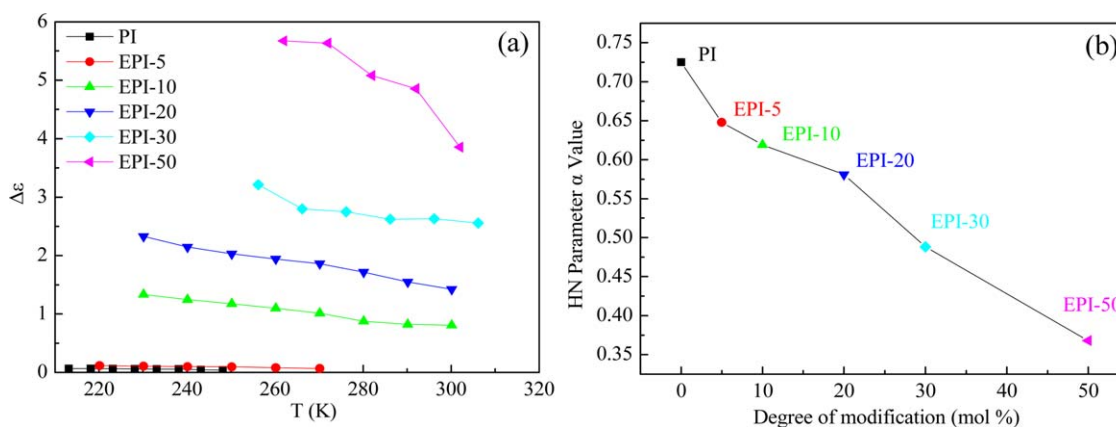 (a)
PI
EPI-5
EPI-10
EPI-20
EPI-30
EPI-50
6
5
4
3
2
1
0
Δε
220 240 260 280 300 320
T (K)
(b)
PI
EPI-5
EPI-10
EPI-20
EPI-30
EPI-50
0.75
0.70
0.65
0.60
0.55
0.50
0.45
0.40
0.35
HN Parameter α Value
0 10 20 30 40 50
Degree of modification (mol %)